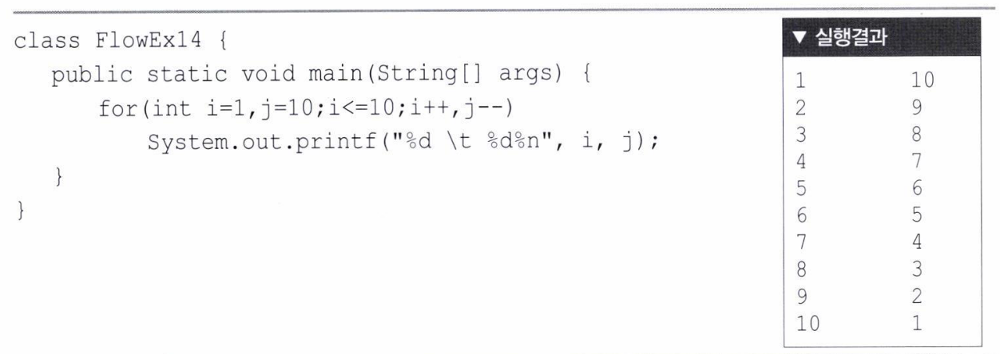 class FlowEx14 {
public static void main(String[] args) {
for(int i=1,j=10;i<=10;i++,j--)
System.out.printf("%d \t %d%n", i, j);
}
}
▼ 실행결과
1 10
2 9
3 8
4 7
5 6
6 5
7 4
8 3
9 2
10 1